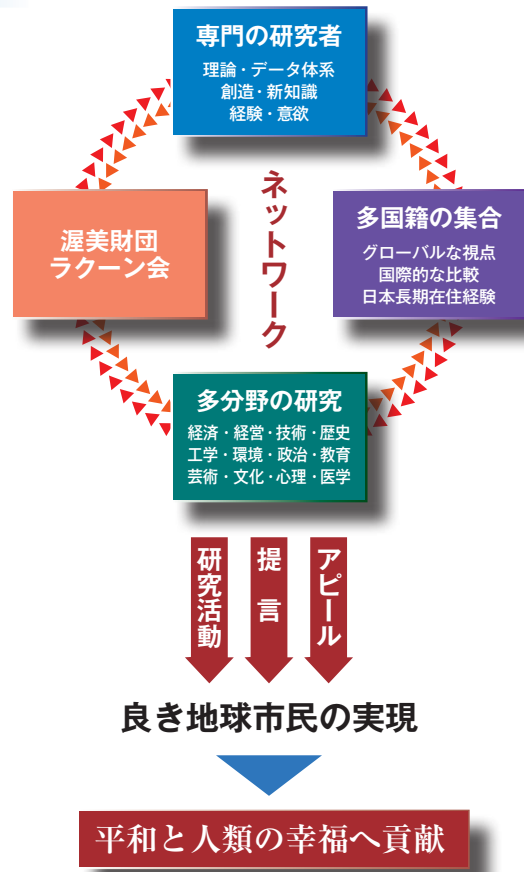 専門の研究者
理論・データ体系
創造・新知識
経験・意欲
渥美財団
ラクーン会
ネットワーク
多国籍の集合
グローバルな視点
国際的な比較
日本長期在住経験
多分野の研究
経済・経営・技術・歴史
工学・環境・政治・教育
芸術・文化・心理・医学
研究活動
提言
アピール
良き地球市民の実現
平和と人類の幸福へ貢献